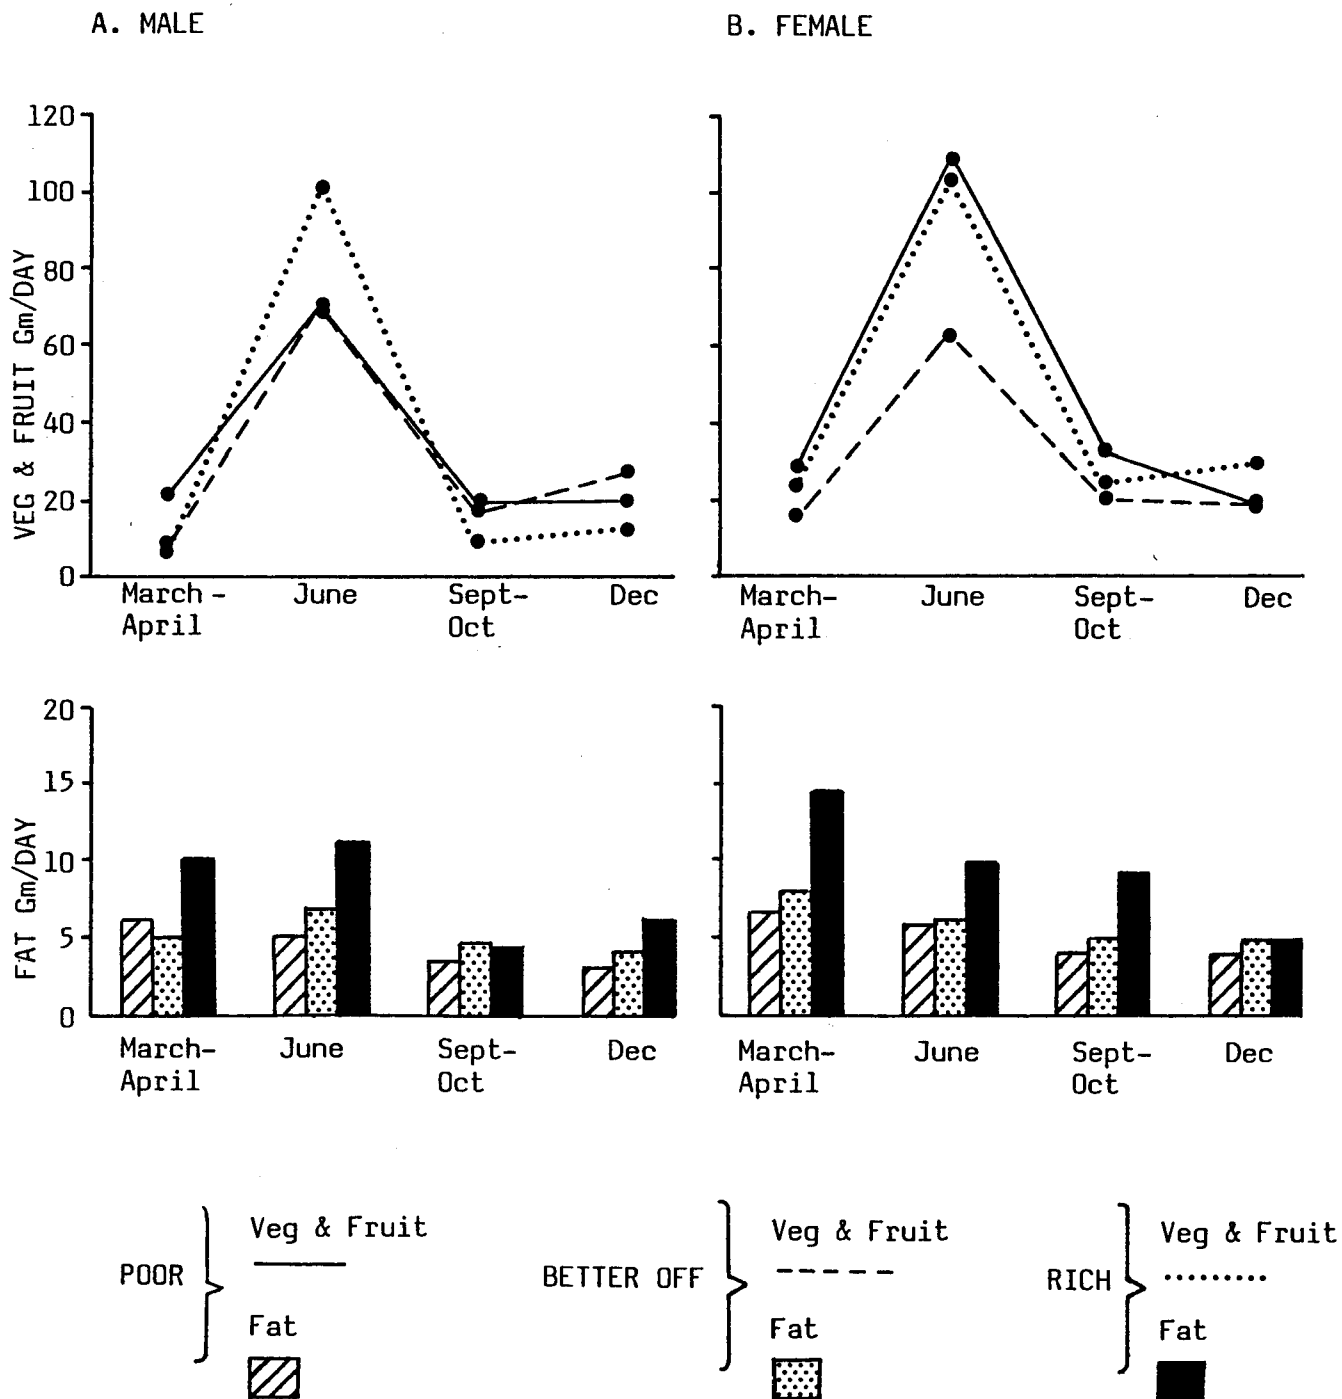 A. MALE
B. FEMALE
VEG & FRUIT Gm/DAY
120
100
80
60
40
20
0
March-
April
June
Sept-
Oct
Dec
March-
April
June
Sept-
Oct
Dec
FAT Gm/DAY
20
15
10
5
0
March-
April
June
Sept-
Oct
Dec
March-
April
June
Sept-
Oct
Dec
POOR
Veg & Fruit
Fat
BETTER OFF
Veg & Fruit
Fat
RICH
Veg & Fruit
Fat